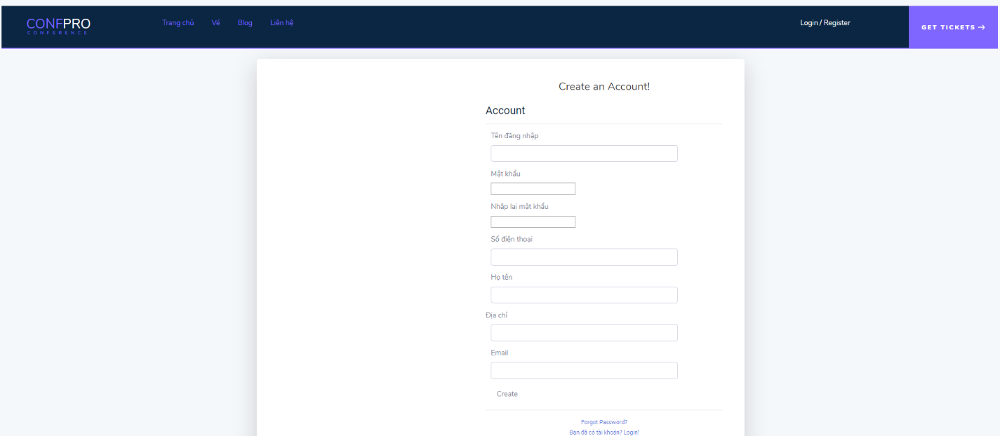 CONFPRO
CONFERENCE
Trang chủ Vé Blog Liên hệ
Login / Register
GET TICKETS →
Create an Account!
Account
Tên đăng nhập
Mật khẩu
Nhập lại mật khẩu
Số điện thoại
Họ tên
Địa chỉ
Email
Create
Forgot Password?
Bạn đã có tài khoản? Login!